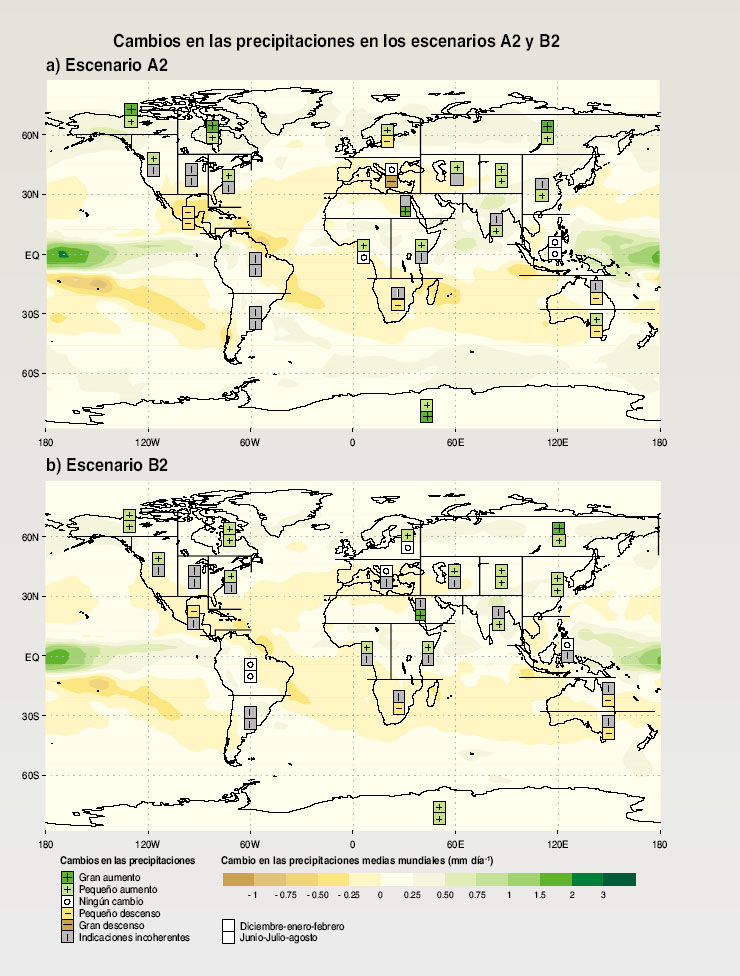 Cambios en las precipitaciones en los escenarios A2 y B2
a) Escenario A2
60N
30N
EQ
30S
60S
180 120W 60W 0 60E 120E 180
b) Escenario B2
60N
30N
EQ
30S
60S
180 120W 60W 0 60E 120E 180
Cambios en las precipitaciones
Gran aumento
Pequeño aumento
Ningún cambio
Pequeño descenso
Gran descenso
Indicaciones incoherentes
Cambio en las precipitaciones medias mundiales (mm día⁻¹)
- 1 - 0.75 - 0.50 - 0.25 0 0.25 0.50 0.75 1 1.5 2 3
Diciembre-enero-febrero
Junio-Julio-agosto